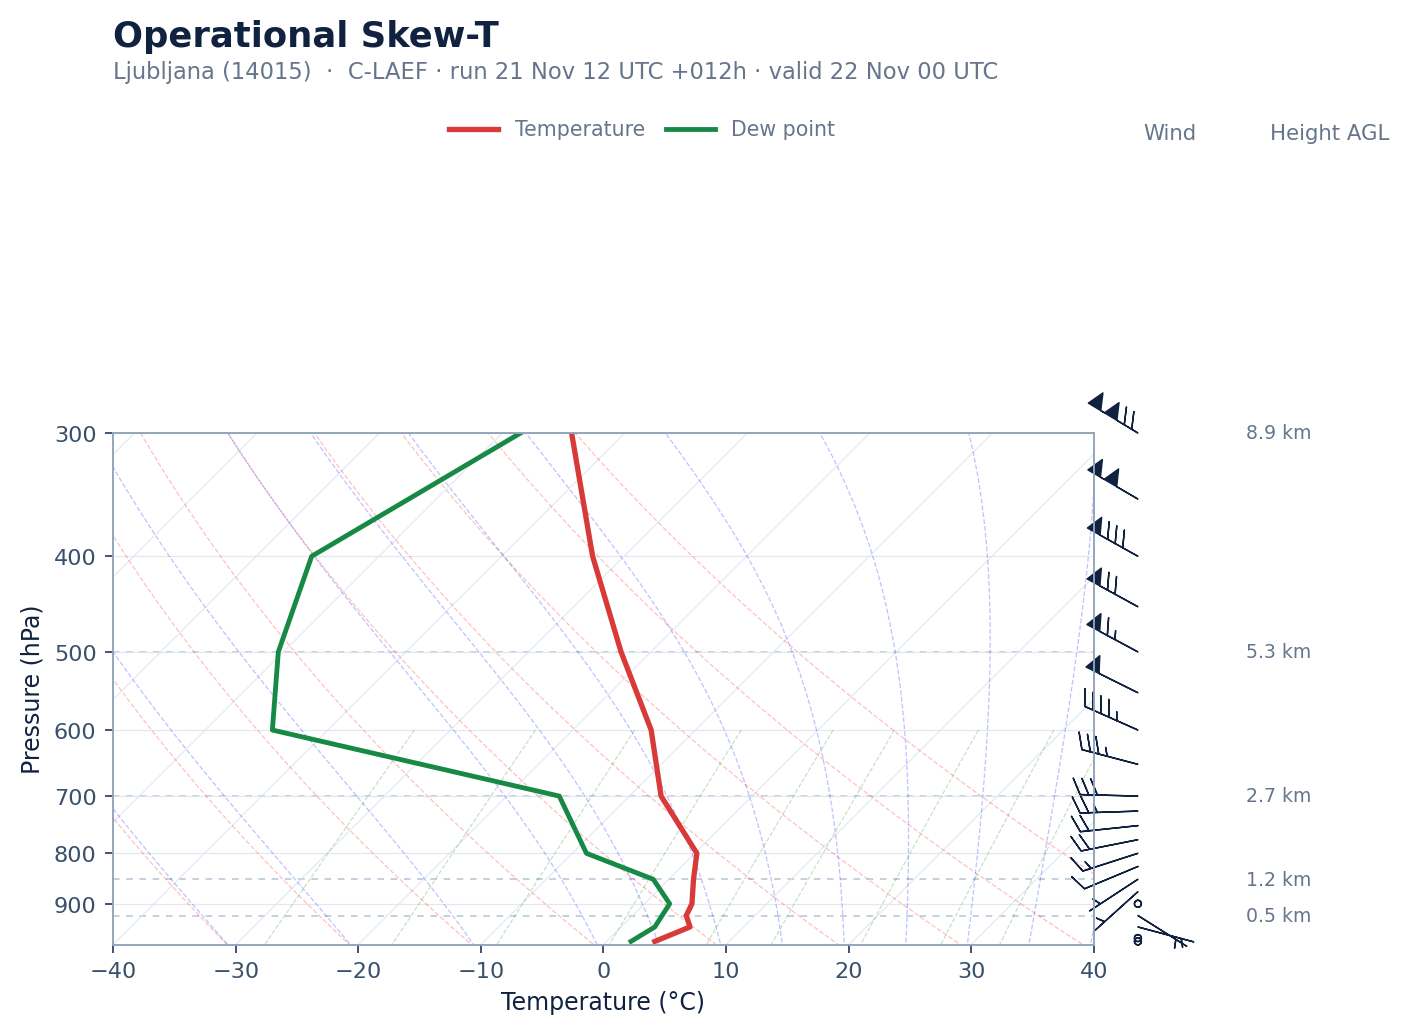 Operational Skew-T
Ljubljana (14015)  ·  C-LAEF · run 21 Nov 12 UTC +012h · valid 22 Nov 00 UTC
Temperature
Dew point
Wind
Height AGL
300
400
500
600
700
800
900
Pressure (hPa)
8.9 km
5.3 km
2.7 km
1.2 km
0.5 km
−40
−30
−20
−10
0
10
20
30
40
Temperature (°C)